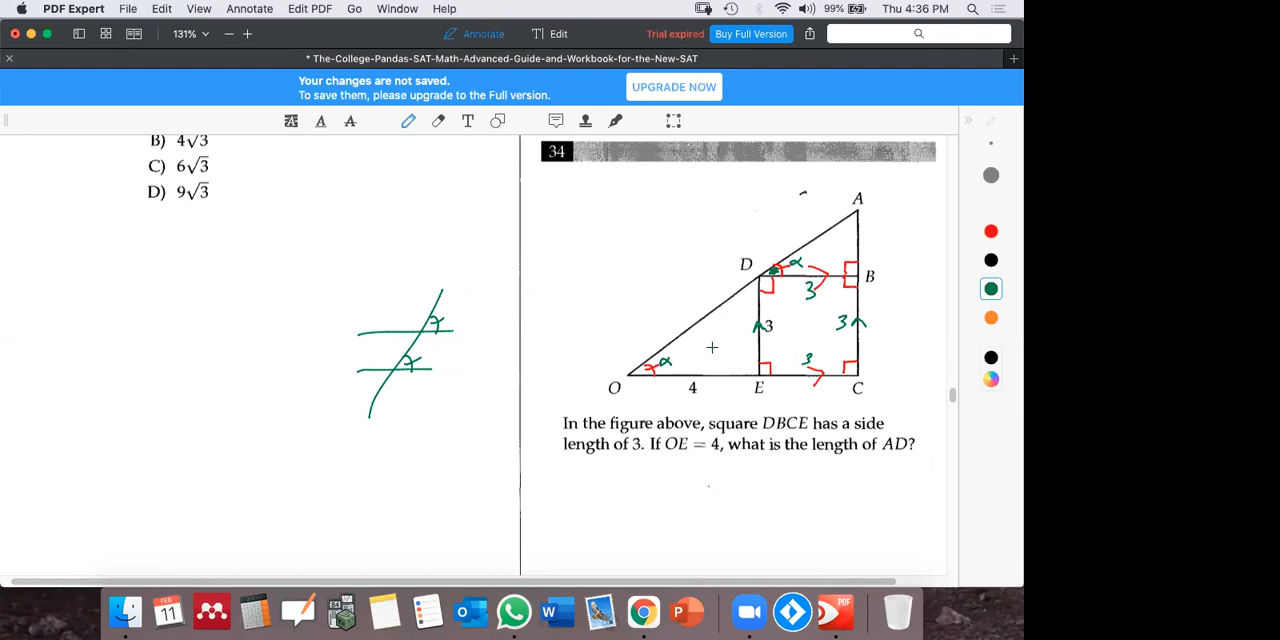 PDF Expert File Edit View Annotate Edit PDF Go Window Help 99% Thu 4:36 PM
131% Annotate Edit Trial expired Buy Full Version
* The-College-Pandas-SAT-Math-Advanced-Guide-and-Workbook-for-the-New-SAT
Your changes are not saved.
To save them, please upgrade to the Full version.
UPGRADE NOW
B) 4√3
C) 6√3
D) 9√3
34
A
D α B
3
3 3
α 3
O 4 E C
In the figure above, square DBCE has a side
length of 3. If OE = 4, what is the length of AD?
FEB
11
W
P
PDF